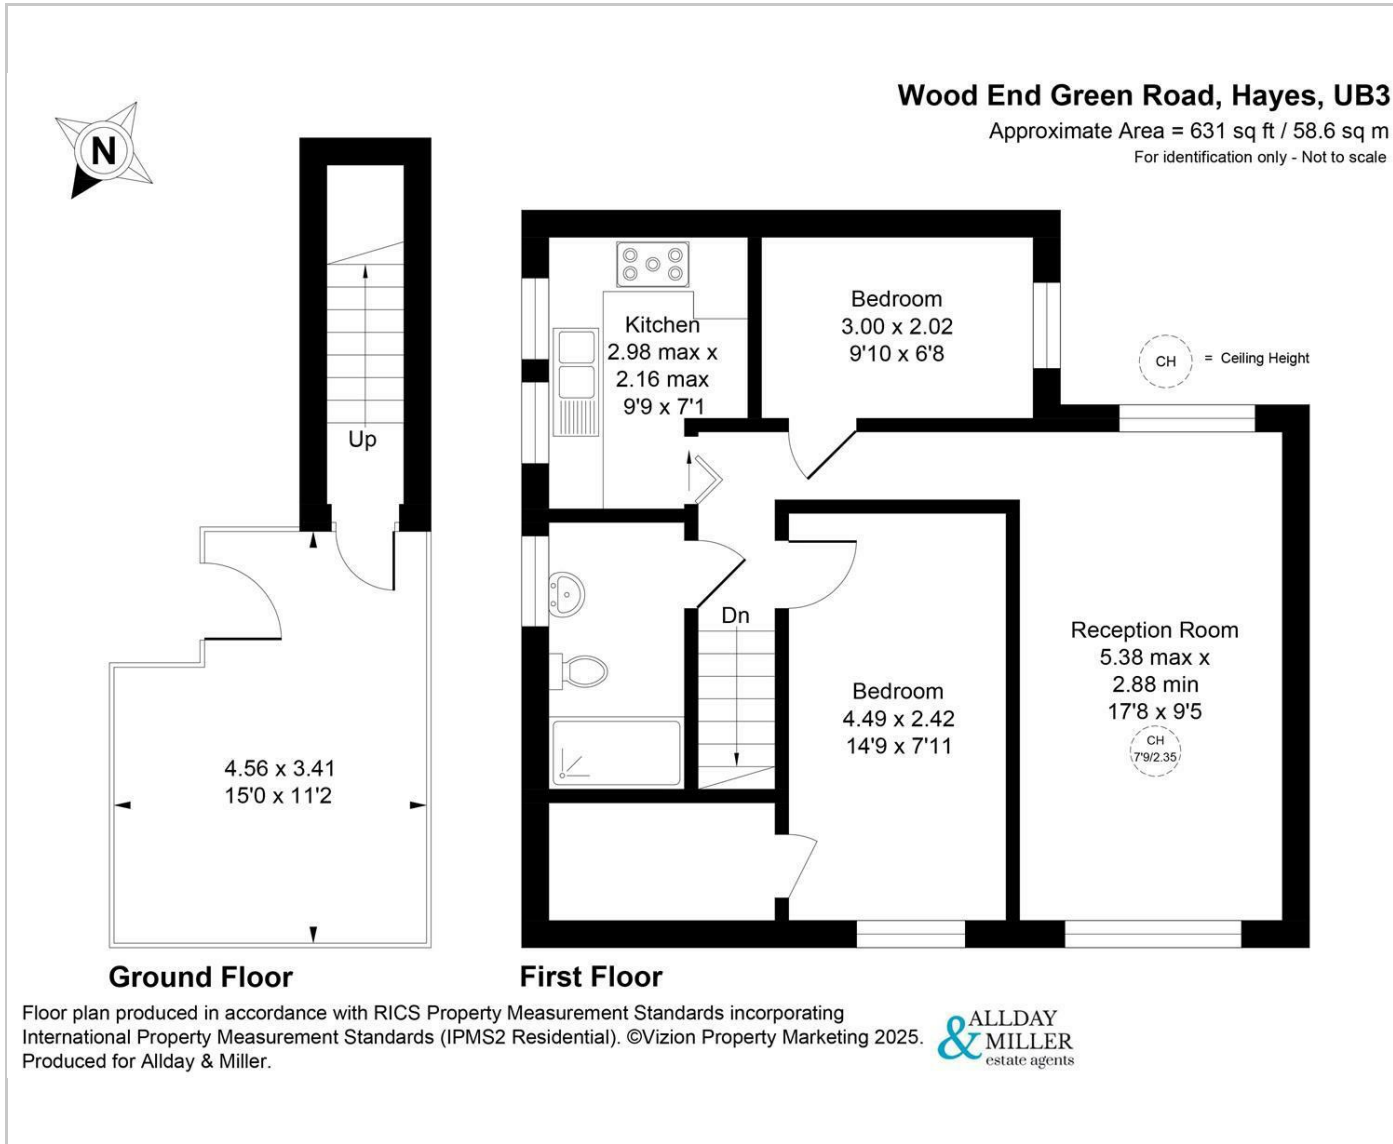 Wood End Green Road, Hayes, UB3
Approximate Area = 631 sq ft / 58.6 sq m
For identification only - Not to scale
N
Up
4.56 x 3.41
15'0 x 11'2
Ground Floor
Kitchen
2.98 max x
2.16 max
9'9 x 7'1
Bedroom
3.00 x 2.02
9'10 x 6'8
CH = Ceiling Height
Dn
Bedroom
4.49 x 2.42
14'9 x 7'11
Reception Room
5.38 max x
2.88 min
17'8 x 9'5
CH
7'9/2.35
First Floor
Floor plan produced in accordance with RICS Property Measurement Standards incorporating
International Property Measurement Standards (IPMS2 Residential). ©Vizion Property Marketing 2025.
Produced for Allday & Miller.
ALLDAY
& MILLER
estate agents